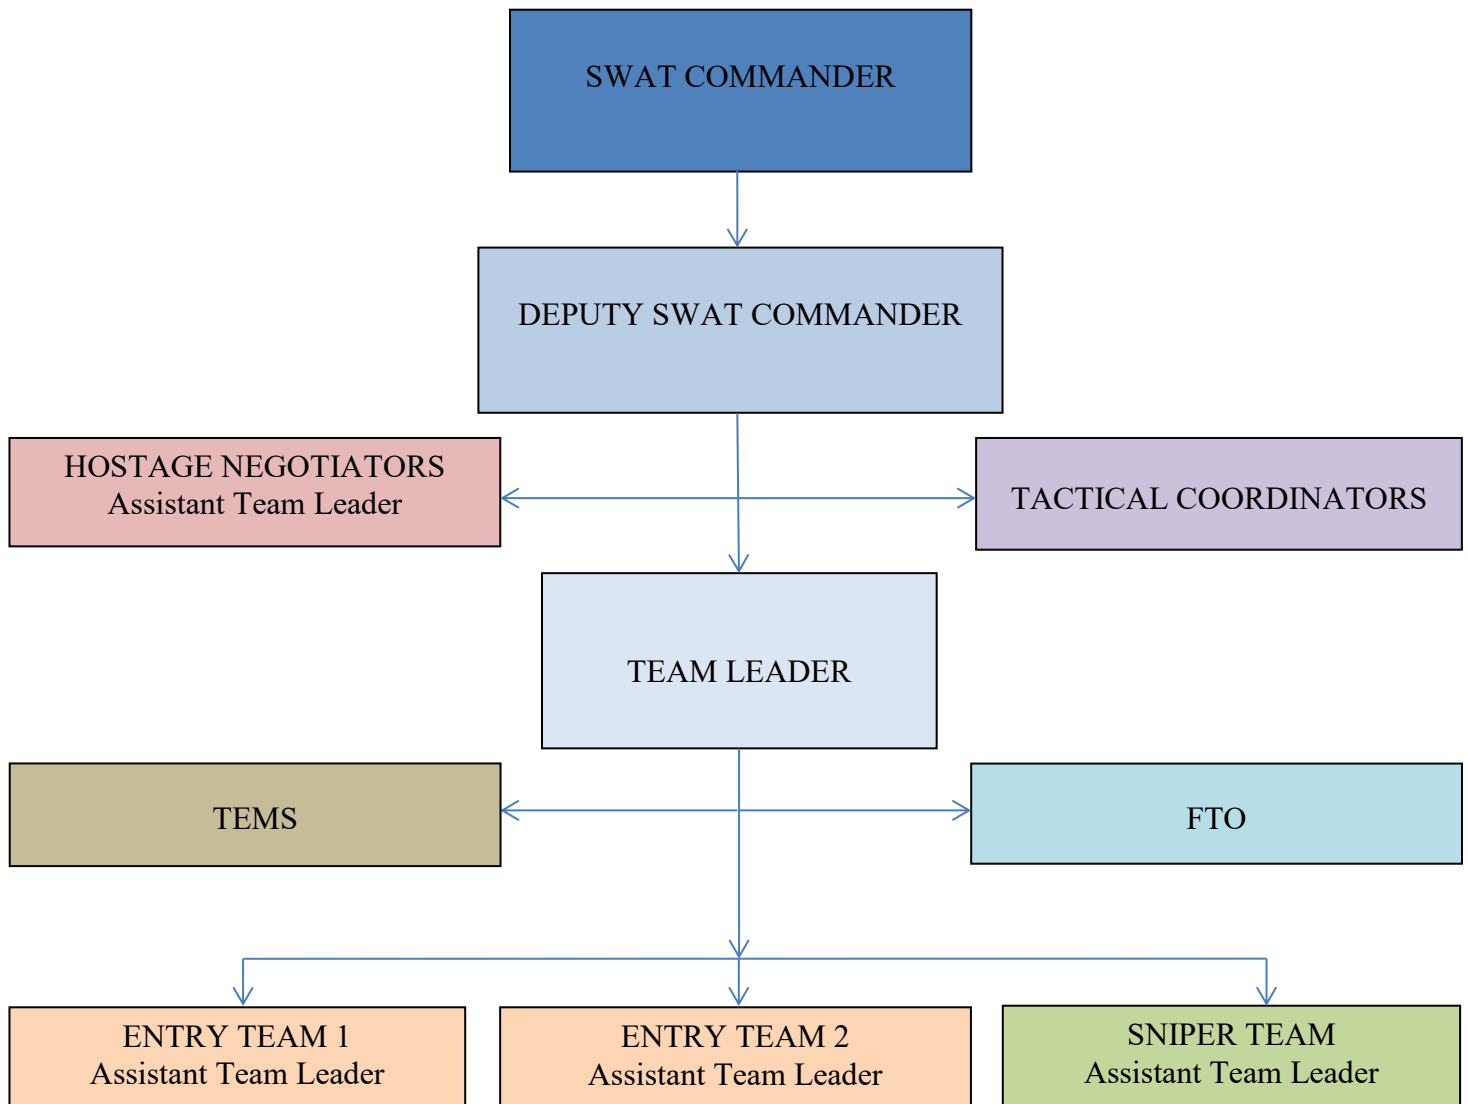 SWAT COMMANDER
DEPUTY SWAT COMMANDER
HOSTAGE NEGOTIATORS
Assistant Team Leader
TACTICAL COORDINATORS
TEAM LEADER
TEMS
FTO
ENTRY TEAM 1
Assistant Team Leader
ENTRY TEAM 2
Assistant Team Leader
SNIPER TEAM
Assistant Team Leader